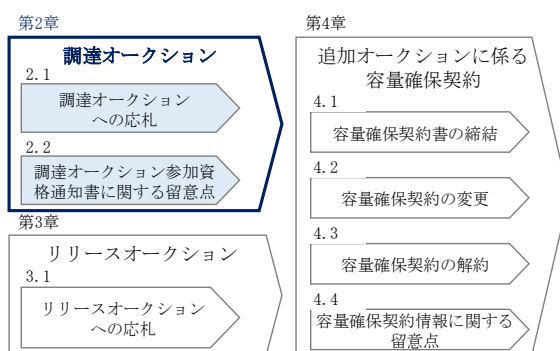 第2章
調達オークション
2.1
調達オークション
への応札
2.2
調達オークション参加資
格通知書に関する留意点
第3章
リリースオークション
3.1
リリースオークション
への応札
第4章
追加オークションに係る
容量確保契約
4.1
容量確保契約書の締結
4.2
容量確保契約の変更
4.3
容量確保契約の解約
4.4
容量確保契約情報に関する
留意点